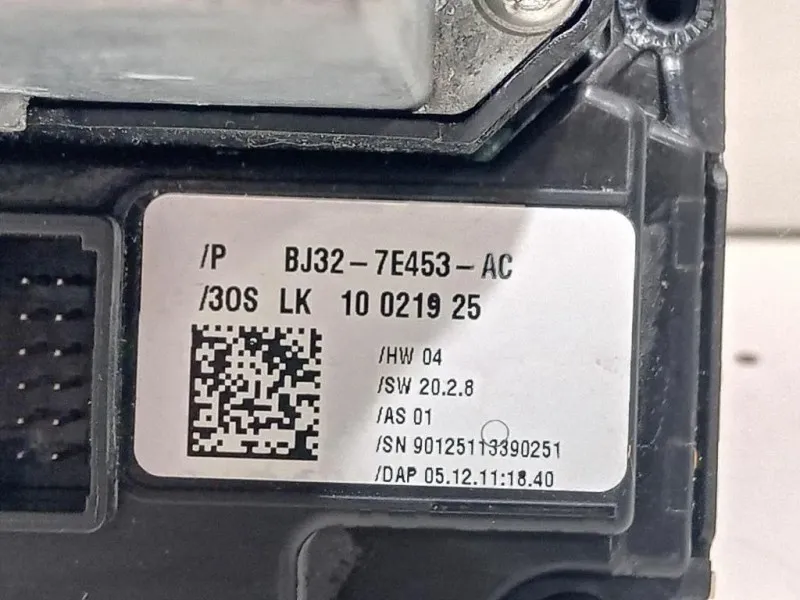 /P BJ32-7E453-AC
/3OS LK 10 0219 25
/HW 04
/SW 20.2.8
/AS 01
/SN 90125113390251
/DAP 05.12.11:18.40